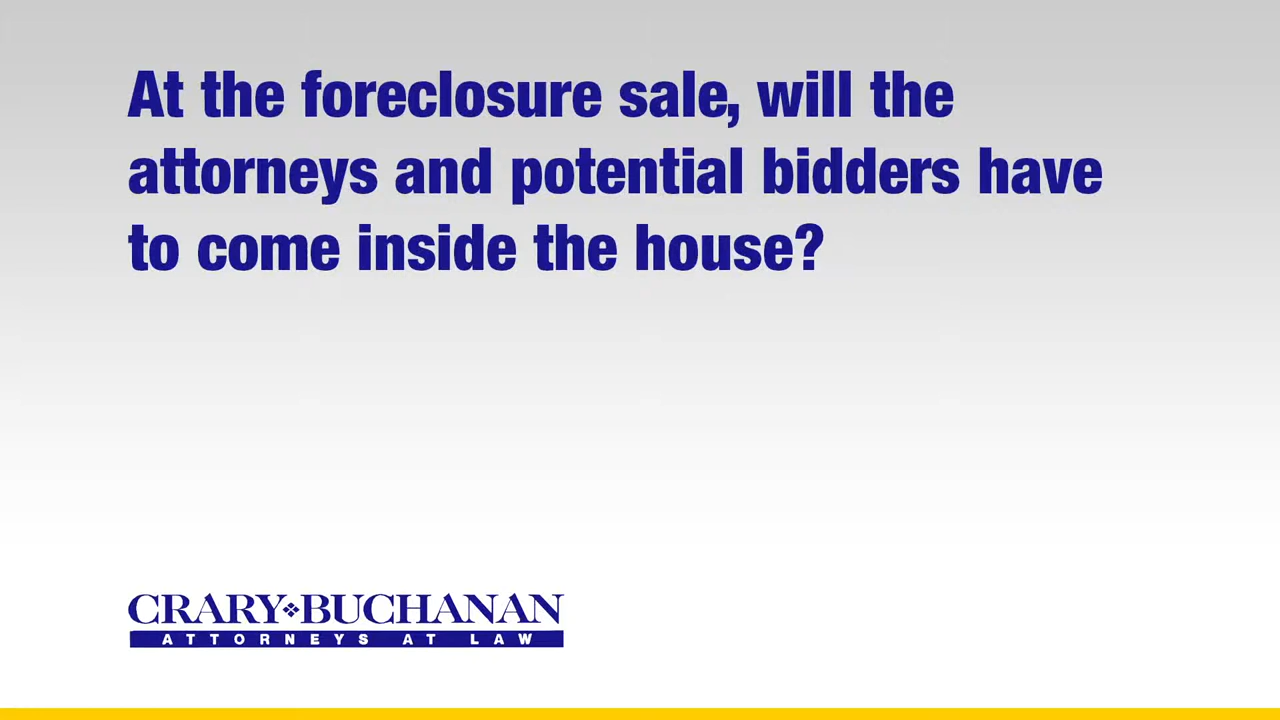 At the foreclosure sale, will the
attorneys and potential bidders have
to come inside the house?
CRARY BUCHANAN
ATTORNEYS AT LAW